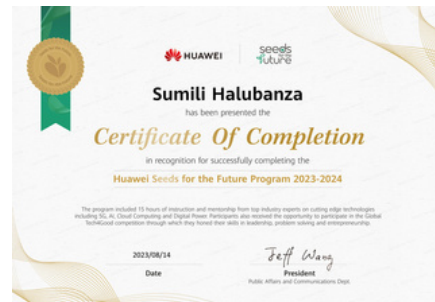 HUAWEI
seeds
for the
future
Sumili Halubanza
has been presented the
Certificate Of Completion
in recognition for successfully completing the
Huawei Seeds for the Future Program 2023-2024
The program included 15 hours of instruction and mentorship from top industry experts on cutting edge technologies
including 5G, AI, Cloud Computing and Digital Power. Participants also received the opportunity to participate in the Global
Tech4Good competition through which they honed their skills in leadership, problem solving and entrepreneurship.
2023/08/14
Jeff Wang
Date
President
Public Affairs and Communications Dept.